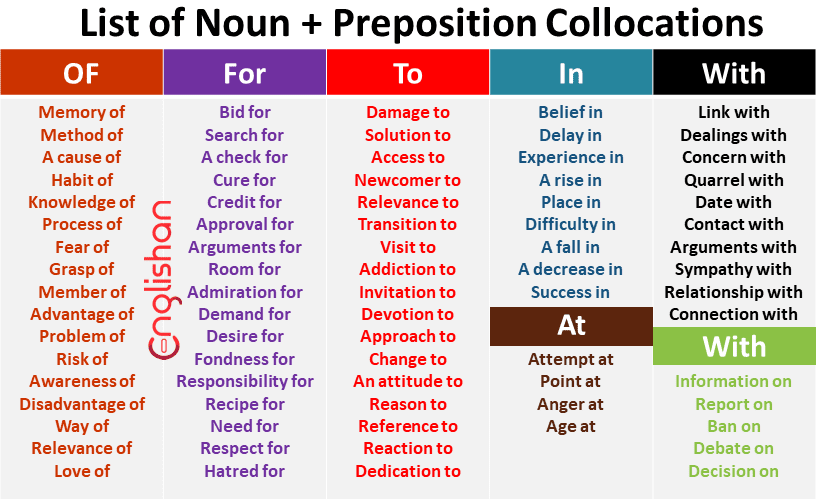 List of Noun + Preposition Collocations
OF
Memory of
Method of
A cause of
Habit of
Knowledge of
Process of
Fear of
Grasp of
Member of
Advantage of
Problem of
Risk of
Awareness of
Disadvantage of
Way of
Relevance of
Love of
englishan
For
Bid for
Search for
A check for
Cure for
Credit for
Approval for
Arguments for
Room for
Admiration for
Demand for
Desire for
Fondness for
Responsibility for
Recipe for
Need for
Respect for
Hatred for
To
Damage to
Solution to
Access to
Newcomer to
Relevance to
Transition to
Visit to
Addiction to
Invitation to
Devotion to
Approach to
Change to
An attitude to
Reason to
Reference to
Reaction to
Dedication to
In
Belief in
Delay in
Experience in
A rise in
Place in
Difficulty in
A fall in
A decrease in
Success in
At
Attempt at
Point at
Anger at
Age at
With
Link with
Dealings with
Concern with
Quarrel with
Date with
Contact with
Arguments with
Sympathy with
Relationship with
Connection with
With
Information on
Report on
Ban on
Debate on
Decision on